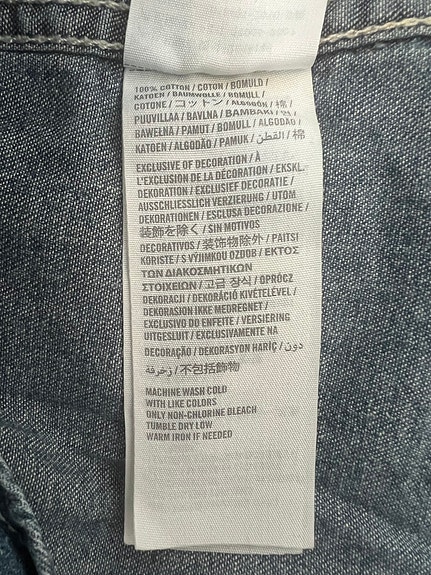 100% COTTON / COTON / BOMULD /
KATOEN / BAUMWOLLE / BOMULL /
COTONE / コットン / ALGODÓN / 棉 /
PUUVILLAA / BAVLNA / ΒΑΜΒΑΚΙ /
BAWEŁNA / PAMUT / BOMULL / ALGODÃO /
KATOEN / ALGODÃO / PAMUK / القطن / 棉
EXCLUSIVE OF DECORATION / À
L'EXCLUSION DE LA DÉCORATION / EKSKL.
DEKORATION / EXCLUSIEF DECORATIE /
AUSSCHLIESSLICH VERZIERUNG / UTOM
DEKORATIONEN / ESCLUSA DECORAZIONE /
装飾を除く / SIN MOTIVOS
DECORATIVOS / 装饰物除外 / PAITSI
KORISTE / S VÝJIMKOU OZDOB / ΕΚΤΟΣ
ΤΩΝ ΔΙΑΚΟΣΜΗΤΙΚΩΝ
ΣΤΟΙΧΕΙΩΝ / 고급 장식 / OPRÓCZ
DEKORACJI / DEKORÁCIÓ KIVÉTELÉVEL /
DEKORASJON IKKE MEDREGNET /
EXCLUSIVO DO ENFEITE / VERSIERING
UITGESLUIT / EXCLUSIVAMENTE NA
DECORAÇÃO / DEKORASYON HARİÇ / دون
زخرفة / 不包括飾物
MACHINE WASH COLD
WITH LIKE COLORS
ONLY NON-CHLORINE BLEACH
TUMBLE DRY LOW
WARM IRON IF NEEDED